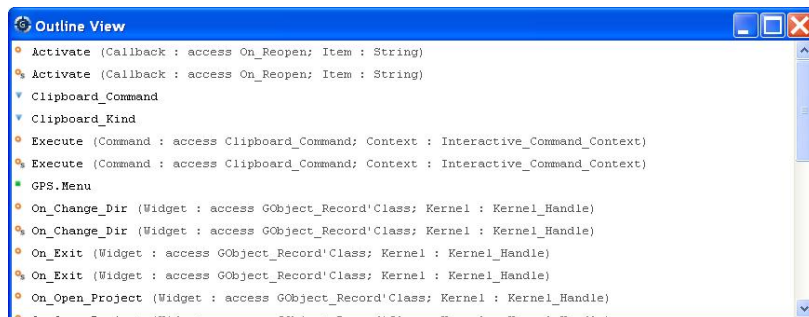 Outline View
Activate (Callback : access On_Reopen; Item : String)
Activate (Callback : access On_Reopen; Item : String)
Clipboard_Command
Clipboard_Kind
Execute (Command : access Clipboard_Command; Context : Interactive_Command_Context)
Execute (Command : access Clipboard_Command; Context : Interactive_Command_Context)
GPS.Menu
On_Change_Dir (Widget : access GObject_Record'Class; Kernel : Kernel_Handle)
On_Change_Dir (Widget : access GObject_Record'Class; Kernel : Kernel_Handle)
On_Exit (Widget : access GObject_Record'Class; Kernel : Kernel_Handle)
On_Exit (Widget : access GObject_Record'Class; Kernel : Kernel_Handle)
On_Open_Project (Widget : access GObject_Record'Class; Kernel : Kernel_Handle)